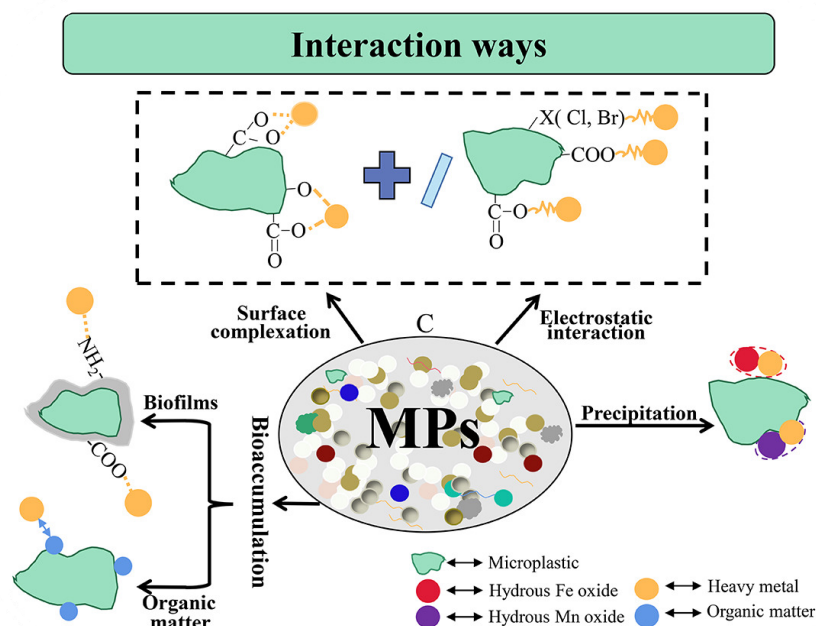 Interaction ways
O
C
O
O
C
O
O
X( Cl, Br)
COO
C
O
O
Surface
complexation
C
Electrostatic
interaction
NH2
Biofilms
Bioaccumulation
MPs
Precipitation
COO
Organic
matter
Microplastic
Hydrous Fe oxide
Heavy metal
Hydrous Mn oxide
Organic matter